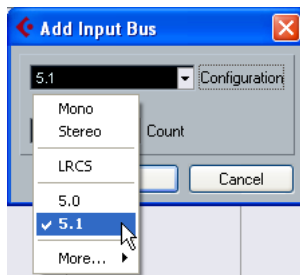 Add Input Bus
5.1 Configuration
Mono
Stereo Count
LRCS
Cancel
5.0
5.1
More...